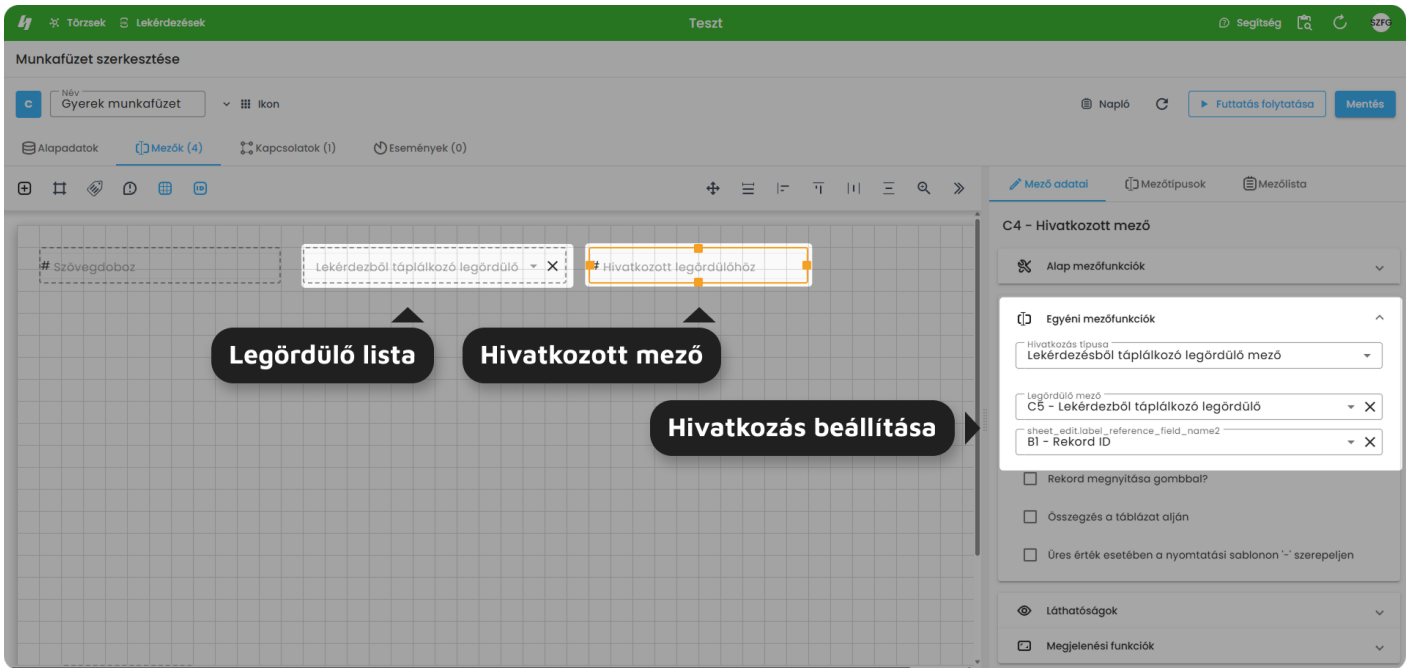 Törzsek Lekérdezések Teszt Segítség SZFG
Munkafüzet szerkesztése
Név
C Gyerek munkafüzet Ikon Napló Futtatás folytatása Mentés
Alapadatok Mezők (4) Kapcsolatok (1) Események (0)
Mező adatai Mezőtípusok Mezőlista
C4 - Hivatkozott mező
# Szövegdoboz Lekérdezből táplálkozó legördülő # Hivatkozott legördülőhöz
Alap mezőfunkciók
Egyéni mezőfunkciók
Hivatkozás típusa
Lekérdezésből táplálkozó legördülő mező
Legördülő lista Hivatkozott mező
Legördülő mező
C5 - Lekérdezből táplálkozó legördülő
Hivatkozás beállítása
sheet_edit.label_reference_field_name2
B1 - Rekord ID
Rekord megnyitása gombbal?
Összegzés a táblázat alján
Üres érték esetében a nyomtatási sablonon '-' szerepeljen
Láthatóságok
Megjelenési funkciók